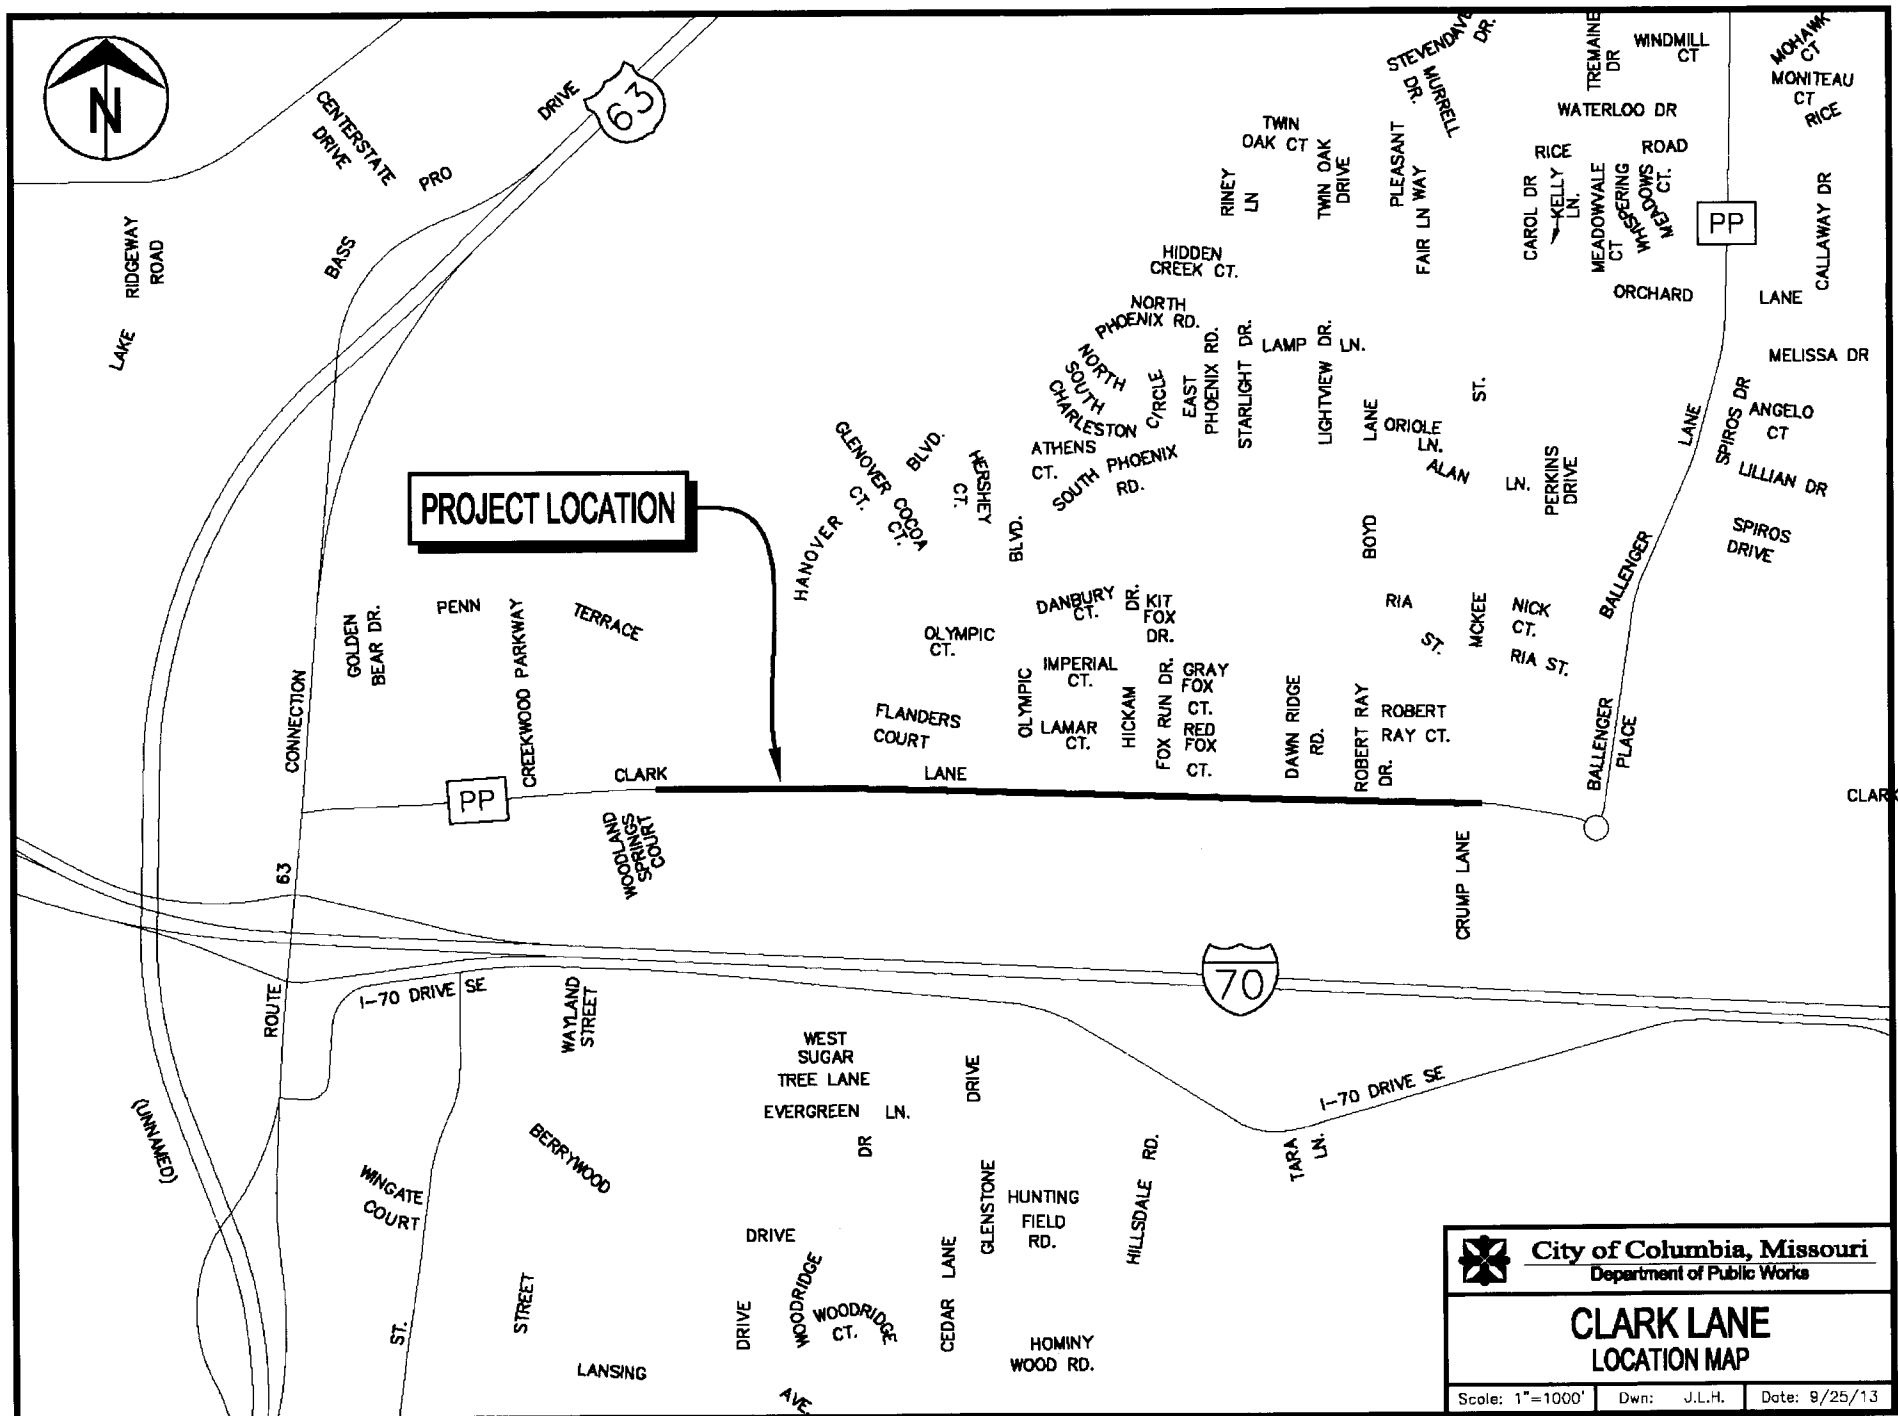 N
CENTERSTATE
DRIVE
PRO
DRIVE
63
BASS
LAKE
RIDGEWAY
ROAD
STEVENDAVE
DR.
MURRELL
DR.
TREMAINE
DR
WINDMILL
CT
MOHAWK
CT
MONITEAU
CT
RICE
WATERLOO DR
RICE
ROAD
TWIN
OAK CT
TWIN OAK
DRIVE
RINEY
LN
PLEASANT
WAY
FAIR LN
CAROL DR
KELLY
LN.
MEADOWVALE
CT
WHISPERING
MEADOWS
CT.
PP
CALLAWAY DR
ORCHARD
LANE
HIDDEN
CREEK CT.
NORTH
PHOENIX RD.
NORTH
SOUTH
CHARLESTON
CIRCLE
EAST
PHOENIX RD.
STARLIGHT DR.
LAMP LN.
LIGHTVIEW DR.
MELISSA DR
SPIROS DR
ANGELO
CT
LILLIAN DR
SPIROS
DRIVE
BALLENGER
LANE
ATHENS
CT.
SOUTH PHOENIX
RD.
BOYD
LANE
ORIOLE
LN.
ALAN
LN.
PERKINS
DRIVE
MCKEE
ST.
GLENOVER
CT.
HANOVER
BLVD.
COCOA
CT.
HERSHEY
CT.
BLVD.
PROJECT LOCATION
GOLDEN
BEAR DR.
PENN
TERRACE
CREEKWOOD PARKWAY
DANBURY
CT.
KIT
FOX
DR.
OLYMPIC
CT.
OLYMPIC
IMPERIAL
CT.
LAMAR
CT.
HICKAM
DR.
FOX RUN DR.
GRAY
FOX
CT.
RED
FOX
CT.
RIA
ST.
NICK
CT.
RIA ST.
FLANDERS
COURT
DAWN RIDGE
RD.
ROBERT RAY
DR.
ROBERT
RAY CT.
BALLENGER
PLACE
CONNECTION
63
ROUTE
PP
CLARK
LANE
CLARK
WOODLAND
SPRINGS
COURT
CRUMP LANE
70
I-70 DRIVE SE
WAYLAND
STREET
I-70 DRIVE SE
TARA
LN.
WEST
SUGAR
TREE LANE
EVERGREEN LN.
DR
DRIVE
GLENSTONE
(UNNAMED)
BERRYWOOD
DRIVE
WINGATE
COURT
HUNTING
FIELD
RD.
HILLSDALE RD.
ST.
STREET
DRIVE
WOODRIDGE
WOODRIDGE
CT.
CEDAR LANE
HOMINY
WOOD RD.
LANSING
AVE.
City of Columbia, Missouri
Department of Public Works
CLARK LANE
LOCATION MAP
Scale: 1"=1000' Dwn: J.L.H. Date: 9/25/13